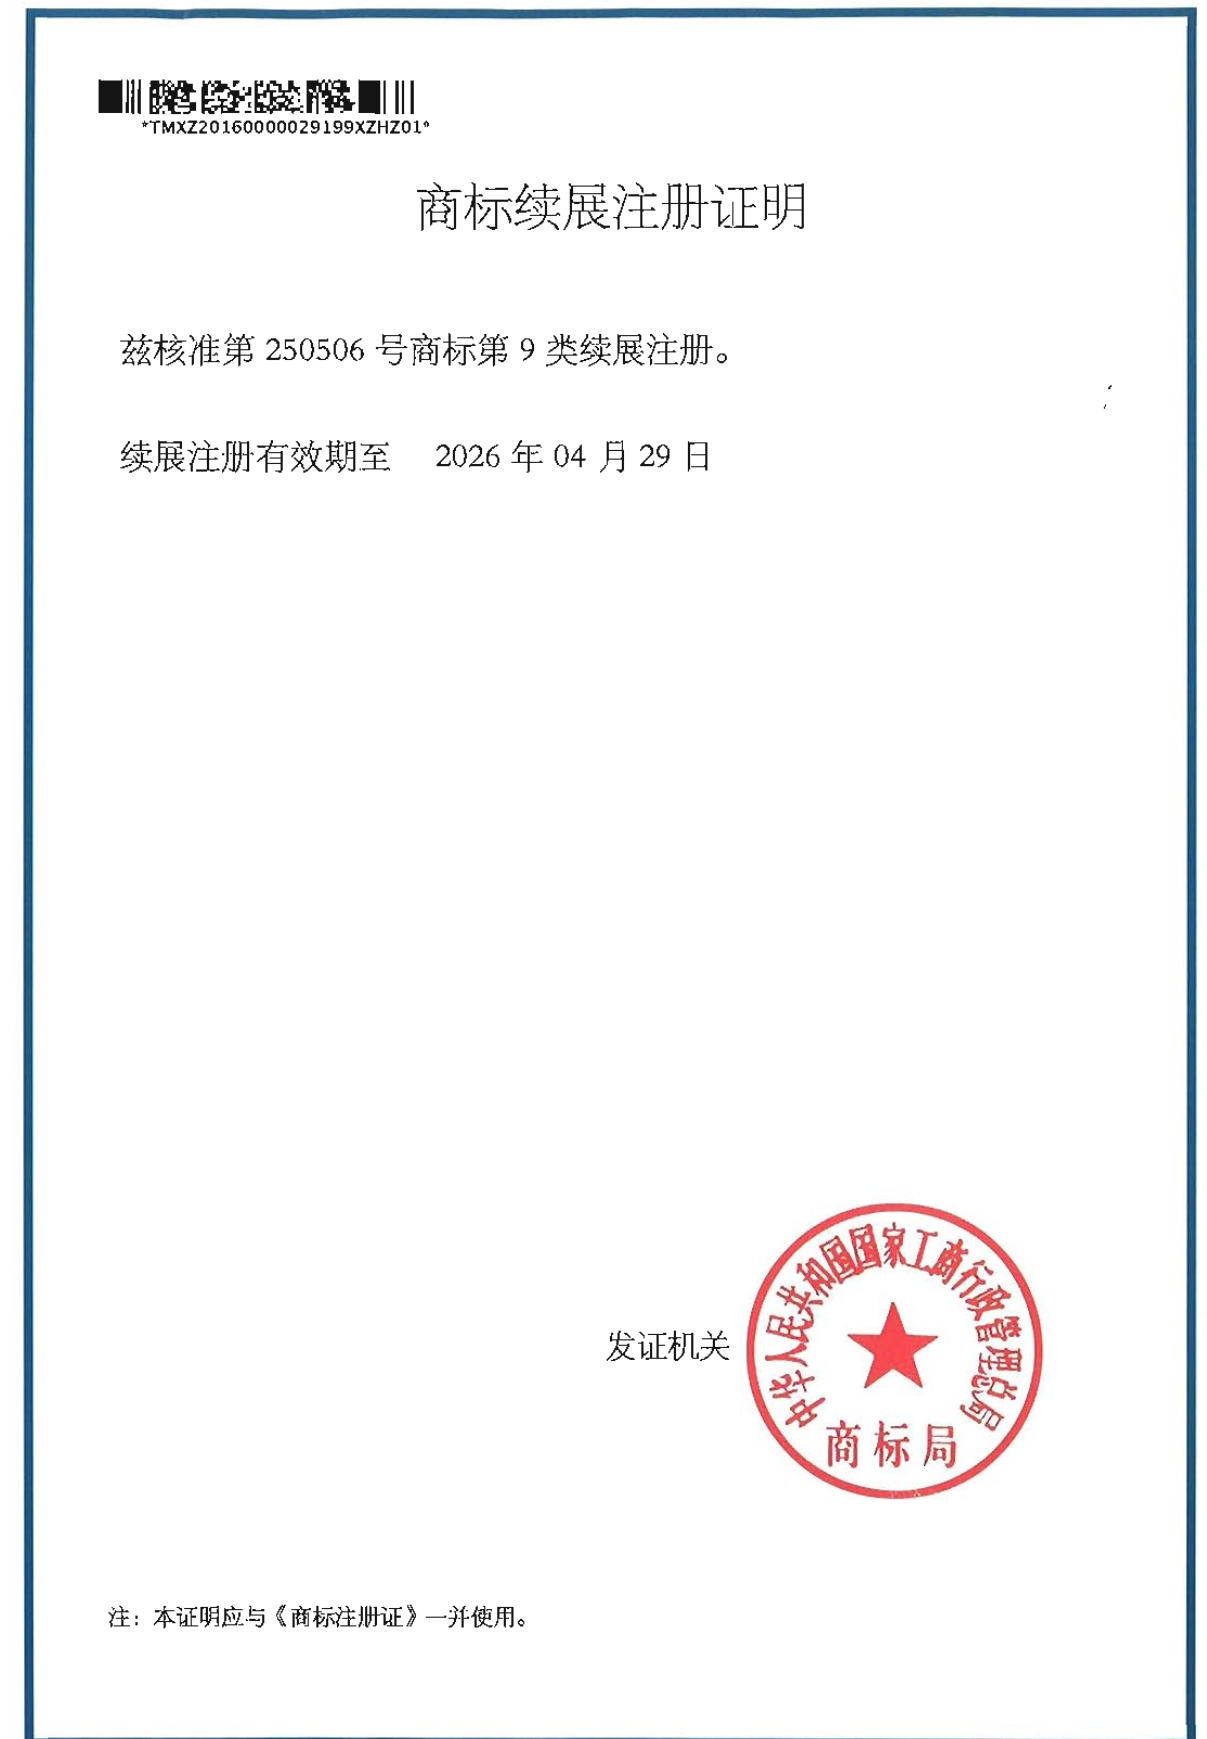 *TMXZ20160000029199XZHZ01*
商标续展注册证明
兹核准第 250506 号商标第 9 类续展注册。
续展注册有效期至 2026 年 04 月 29 日
发证机关
中华人民共和国国家工商行政管理总局
商标局
注：本证明应与《商标注册证》一并使用。